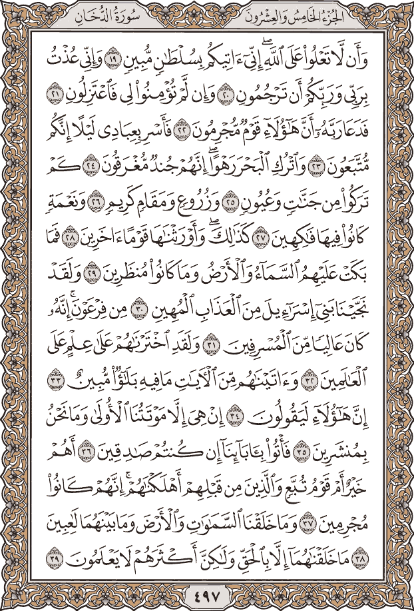 سُورَةُ الدُّخَانِ
الجُزْءُ الخَامِسُ وَالعِشْرُونَ
وَأَن لَّا تَعْلُوا۟ عَلَى ٱللَّهِ ۖ إِنِّىٓ ءَاتِيكُم بِسُلْطَـٰنٍ مُّبِينٍ ١٩ وَإِنِّى عُذْتُ
بِرَبِّى وَرَبِّكُمْ أَن تَرْجُمُونِ ٢٠ وَإِن لَّمْ تُؤْمِنُوا۟ لِى فَٱعْتَزِلُونِ ٢١
فَدَعَا رَبَّهُۥٓ أَنَّ هَـٰٓؤُلَآءِ قَوْمٌ مُّجْرِمُونَ ٢٢ فَأَسْرِ بِعِبَادِى لَيْلًا إِنَّكُم
مُّتَّبَعُونَ ٢٣ وَٱتْرُكِ ٱلْبَحْرَ رَهْوًا ۖ إِنَّهُمْ جُندٌ مُّغْرَقُونَ ٢٤ كَمْ
تَرَكُوا۟ مِن جَنَّـٰتٍ وَعُيُونٍ ٢٥ وَزُرُوعٍ وَمَقَامٍ كَرِيمٍ ٢٦ وَنَعْمَةٍ
كَانُوا۟ فِيهَا فَـٰكِهِينَ ٢٧ كَذَٰلِكَ ۖ وَأَوْرَثْنَـٰهَا قَوْمًا ءَاخَرِينَ ٢٨ فَمَا
بَكَتْ عَلَيْهِمُ ٱلسَّمَآءُ وَٱلْأَرْضُ وَمَا كَانُوا۟ مُنظَرِينَ ٢٩ وَلَقَدْ
نَجَّيْنَا بَنِىٓ إِسْرَٰٓءِيلَ مِنَ ٱلْعَذَابِ ٱلْمُهِينِ ٣٠ مِن فِرْعَوْنَ ۚ إِنَّهُۥ
كَانَ عَالِيًا مِّنَ ٱلْمُسْرِفِينَ ٣١ وَلَقَدِ ٱخْتَرْنَـٰهُمْ عَلَىٰ عِلْمٍ عَلَى
ٱلْعَـٰلَمِينَ ٣٢ وَءَاتَيْنَـٰهُم مِّنَ ٱلْـَٔايَـٰتِ مَا فِيهِ بَلَـٰٓؤٌا۟ مُّبِينٌ ٣٣
إِنَّ هَـٰٓؤُلَآءِ لَيَقُولُونَ ٣٤ إِنْ هِىَ إِلَّا مَوْتَتُنَا ٱلْأُولَىٰ وَمَا نَحْنُ
بِمُنشَرِينَ ٣٥ فَأْتُوا۟ بِـَٔابَآئِنَآ إِن كُنتُمْ صَـٰدِقِينَ ٣٦ أَهُمْ
خَيْرٌ أَمْ قَوْمُ تُبَّعٍ وَٱلَّذِينَ مِن قَبْلِهِمْ ۚ أَهْلَكْنَـٰهُمْ ۖ إِنَّهُمْ كَانُوا۟
مُجْرِمِينَ ٣٧ وَمَا خَلَقْنَا ٱلسَّمَـٰوَٰتِ وَٱلْأَرْضَ وَمَا بَيْنَهُمَا لَـٰعِبِينَ
٣٨ مَا خَلَقْنَـٰهُمَآ إِلَّا بِٱلْحَقِّ وَلَـٰكِنَّ أَكْثَرَهُمْ لَا يَعْلَمُونَ ٣٩
٤٩٧